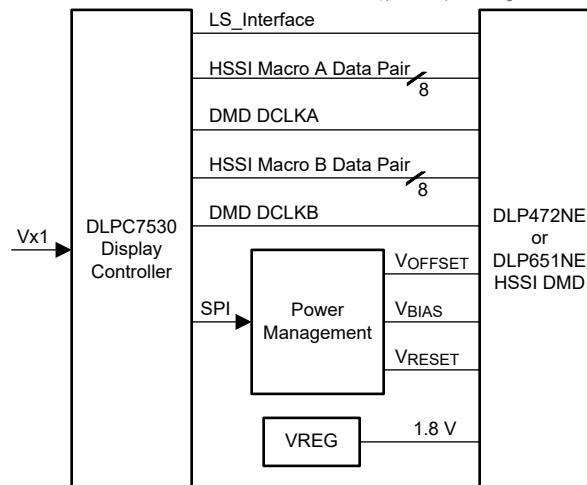 LS_Interface
HSSI Macro A Data Pair
8
DMD DCLKA
HSSI Macro B Data Pair
8
DMD DCLKB
Vx1
DLPC7530
Display
Controller
DLP472NE
or
DLP651NE
HSSI DMD
SPI
Power
Management
VOFFSET
VBIAS
VRESET
VREG
1.8 V